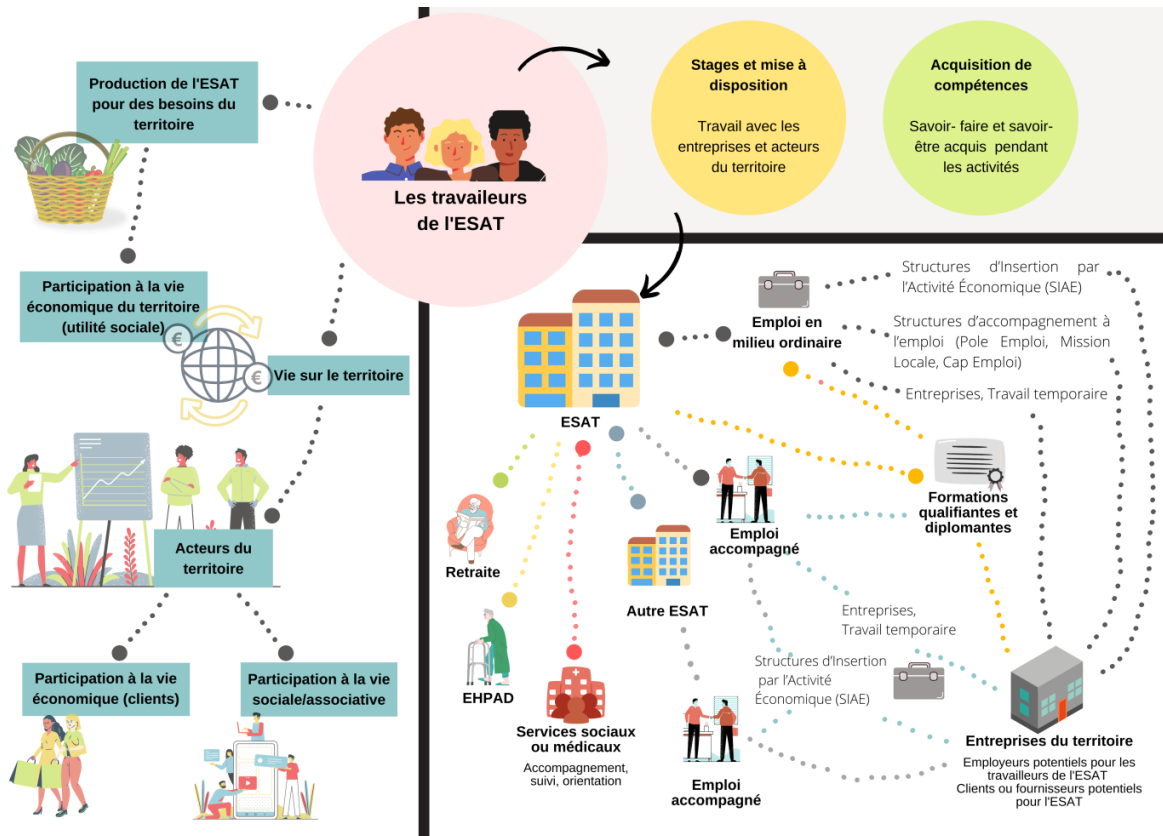 Production de l'ESAT
pour des besoins du
territoire
Participation à la vie
économique du territoire
(utilité sociale)
€
€
Vie sur le territoire
Acteurs du
territoire
Participation à la vie
économique (clients)
Participation à la vie
sociale/associative
Les travaileurs
de l'ESAT
Stages et mise à
disposition
Travail avec les
entreprises et acteurs
du territoire
Acquisition de
compétences
Savoir- faire et savoir-
être acquis pendant
les activités
ESAT
Emploi en
milieu ordinaire
Structures d'Insertion par
l'Activité Économique (SIAE)
Structures d'accompagnement à
l'emploi (Pole Emploi, Mission
Locale, Cap Emploi)
Entreprises, Travail temporaire
Formations
qualifiantes et
diplomantes
Emploi
accompagné
Retraite
Autre ESAT
EHPAD
Services sociaux
ou médicaux
Accompagnement,
suivi, orientation
Entreprises,
Travail temporaire
Structures d'Insertion
par l'Activité
Économique (SIAE)
Emploi
accompagné
Entreprises du territoire
Employeurs potentiels pour les
travailleurs de l'ESAT
Clients ou fournisseurs potentiels
pour l'ESAT